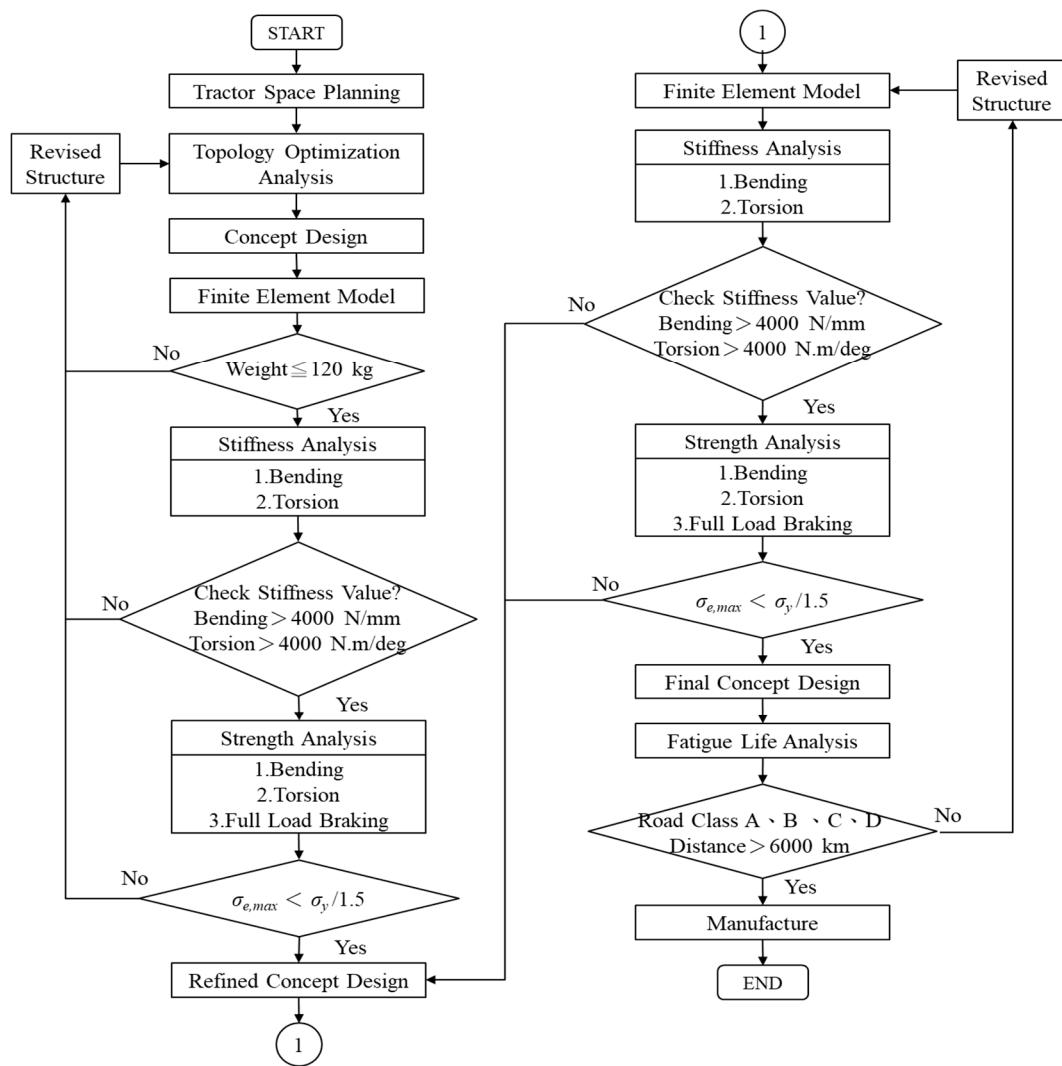 START
Tractor Space Planning
Revised
Structure
Topology Optimization
Analysis
Concept Design
Finite Element Model
No
Weight≦120 kg
Yes
Stiffness Analysis
1.Bending
2.Torsion
No
Check Stiffness Value?
Bending＞4000 N/mm
Torsion＞4000 N.m/deg
Yes
Strength Analysis
1.Bending
2.Torsion
3.Full Load Braking
No
σe,max ＜ σy/1.5
Yes
Refined Concept Design
1
1
Finite Element Model
Revised
Structure
Stiffness Analysis
1.Bending
2.Torsion
No
Check Stiffness Value?
Bending＞4000 N/mm
Torsion＞4000 N.m/deg
Yes
Strength Analysis
1.Bending
2.Torsion
3.Full Load Braking
No
σe,max ＜ σy/1.5
Yes
Final Concept Design
Fatigue Life Analysis
Road Class A、B 、C、D
Distance＞6000 km
No
Yes
Manufacture
END